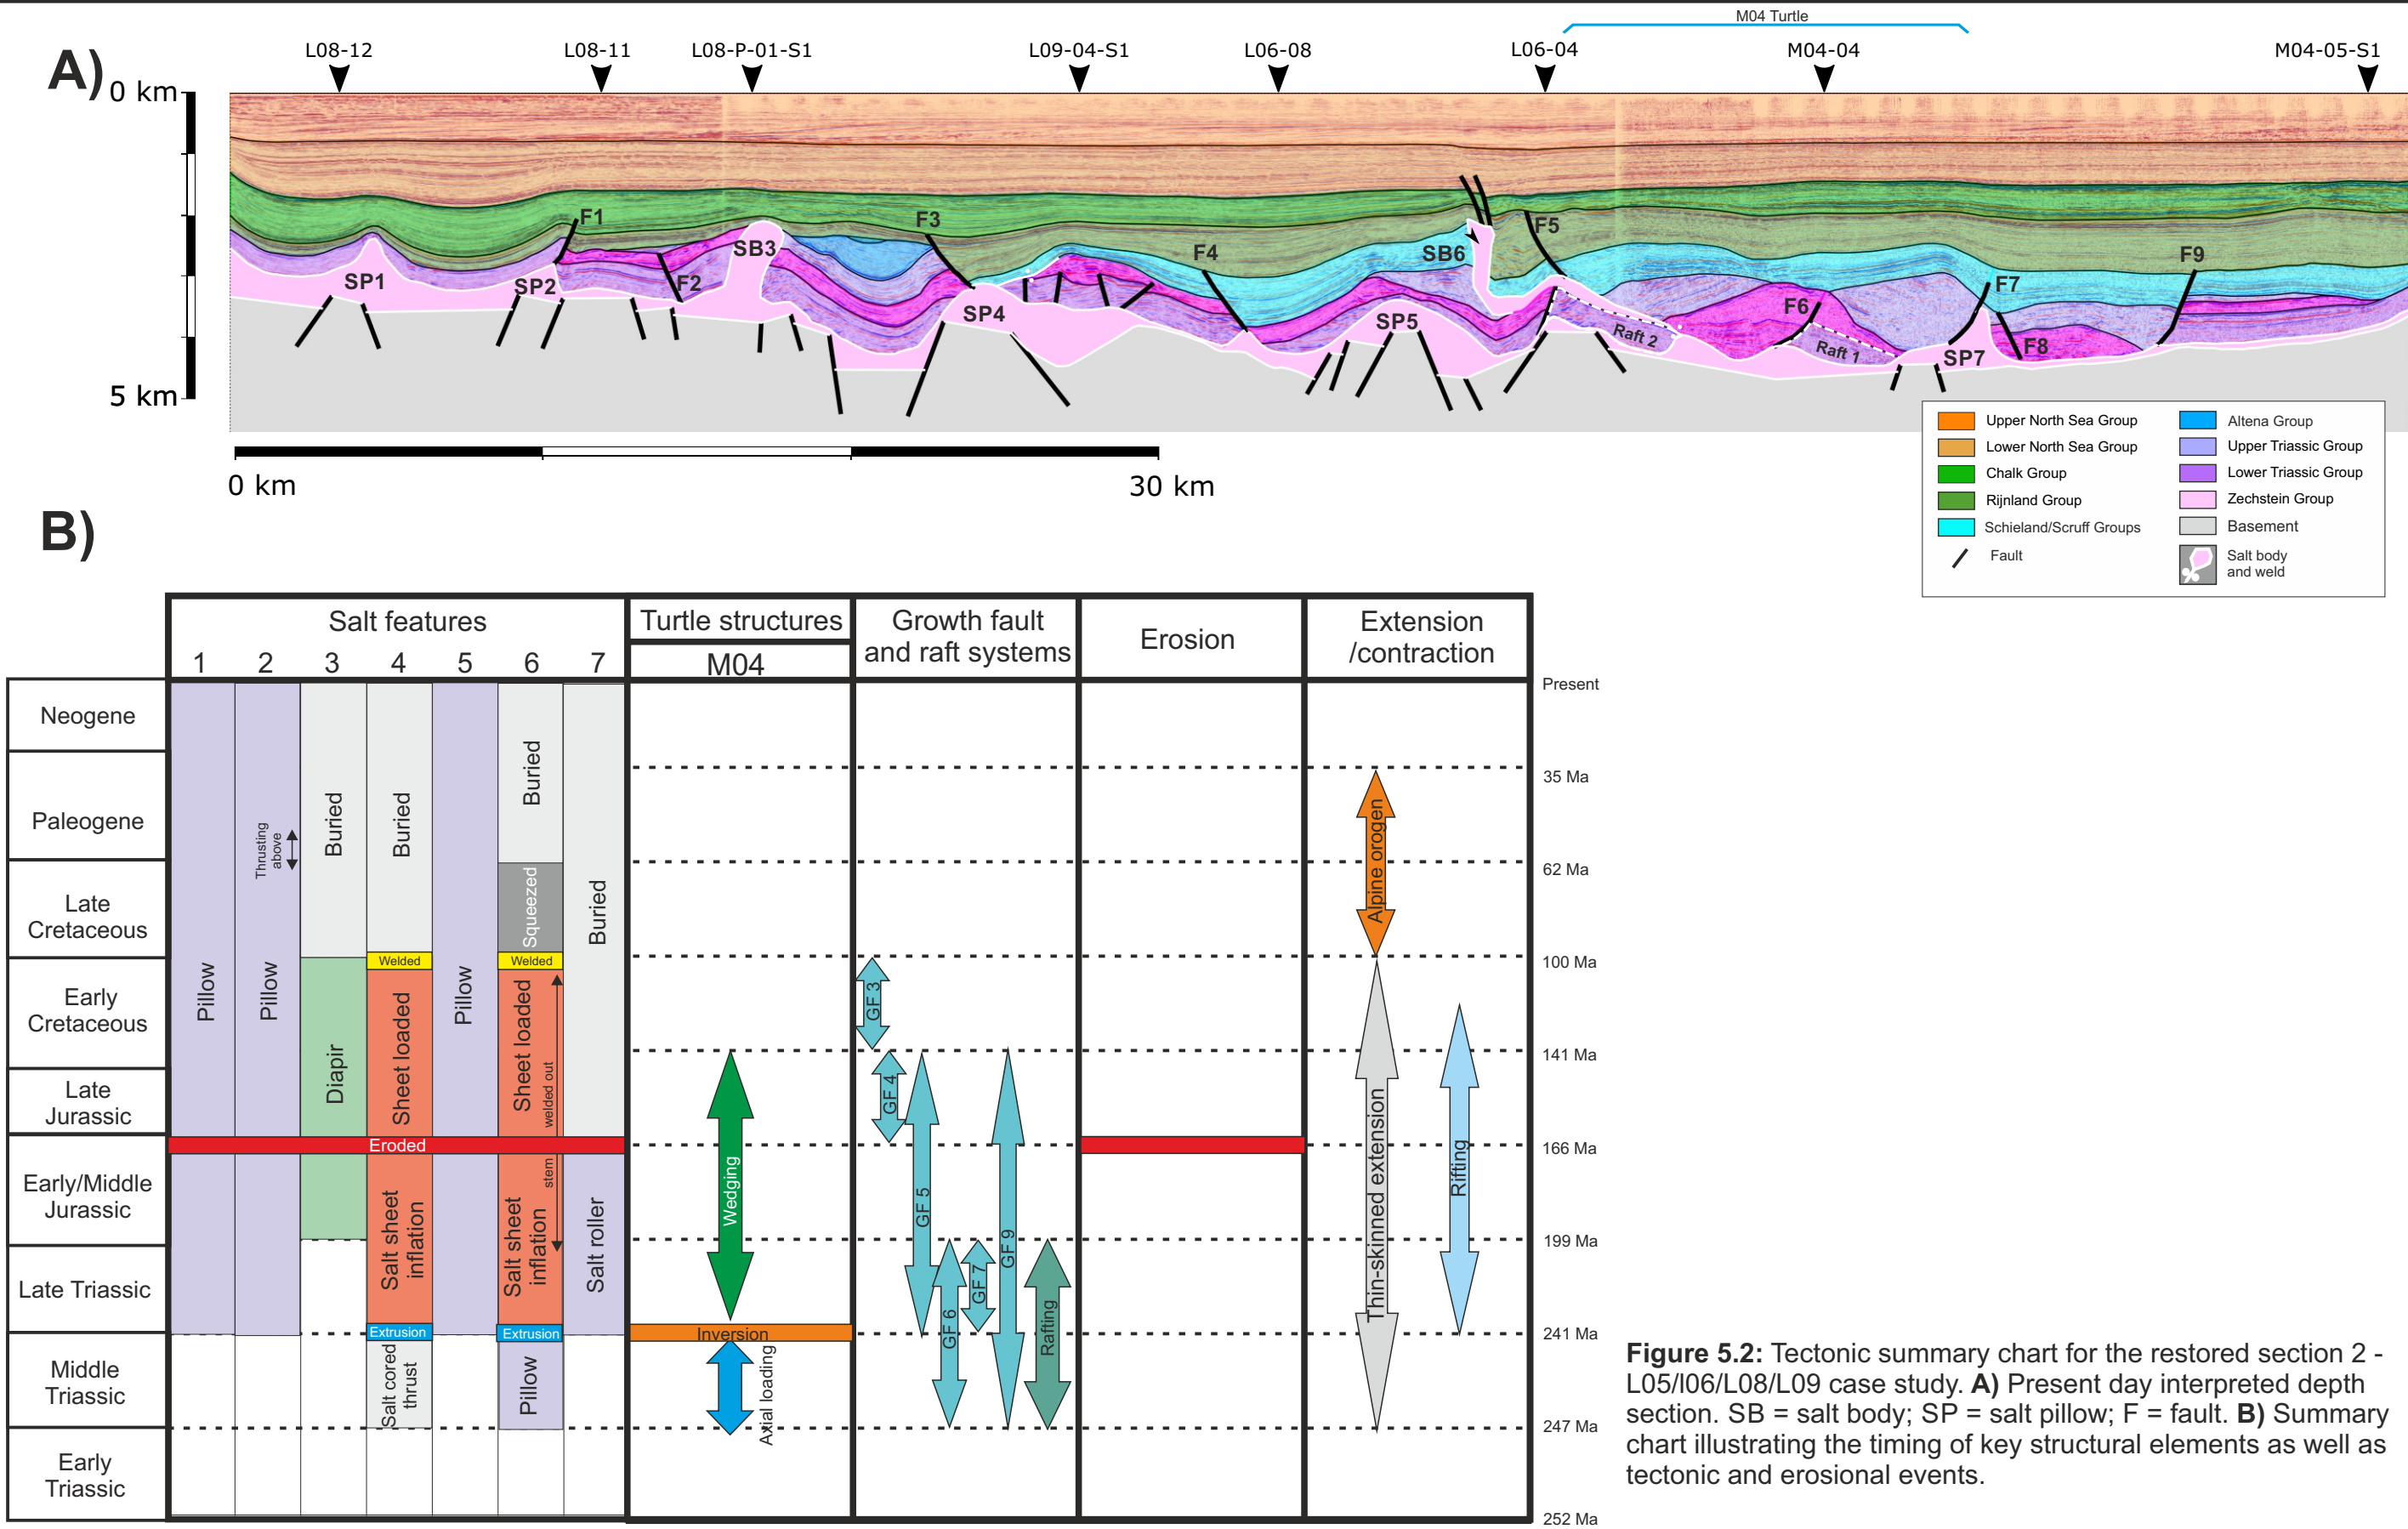 M04 Turtle
L08-12
L08-11
L08-P-01-S1
L09-04-S1
L06-08
L06-04
M04-04
M04-05-S1
A)
0 km
5 km
F1
F2
F3
F4
F5
F6
F7
F8
F9
SP1
SP2
SB3
SP4
SP5
SB6
SP7
Raft 2
Raft 1
0 km
30 km
Upper North Sea Group
Lower North Sea Group
Chalk Group
Rijnland Group
Schieland/Scruff Groups
Fault
Altena Group
Upper Triassic Group
Lower Triassic Group
Zechstein Group
Basement
Salt body
and weld
B)
Salt features
1 2 3 4 5 6 7
Turtle structures
M04
Growth fault
and raft systems
Erosion
Extension
/contraction
Neogene
Paleogene
Late
Cretaceous
Early
Cretaceous
Late
Jurassic
Early/Middle
Jurassic
Late Triassic
Middle
Triassic
Early
Triassic
Pillow
Pillow
Thrusting
above
Buried
Diapir
Buried
Welded
Sheet loaded
Eroded
Salt sheet
inflation
Extrusion
Salt cored
thrust
Pillow
Buried
Squeezed
Welded
Sheet loaded
welded out
stem
Salt sheet
inflation
Extrusion
Pillow
Buried
Salt roller
Wedging
Inversion
Axial loading
GF 3
GF 4
GF 5
GF 6
GF 7
GF 9
Rafting
Alpine orogen
Thin-skinned extension
Rifting
Present
35 Ma
62 Ma
100 Ma
141 Ma
166 Ma
199 Ma
241 Ma
247 Ma
252 Ma
Figure 5.2: Tectonic summary chart for the restored section 2 -
L05/l06/L08/L09 case study. A) Present day interpreted depth
section. SB = salt body; SP = salt pillow; F = fault. B) Summary
chart illustrating the timing of key structural elements as well as
tectonic and erosional events.